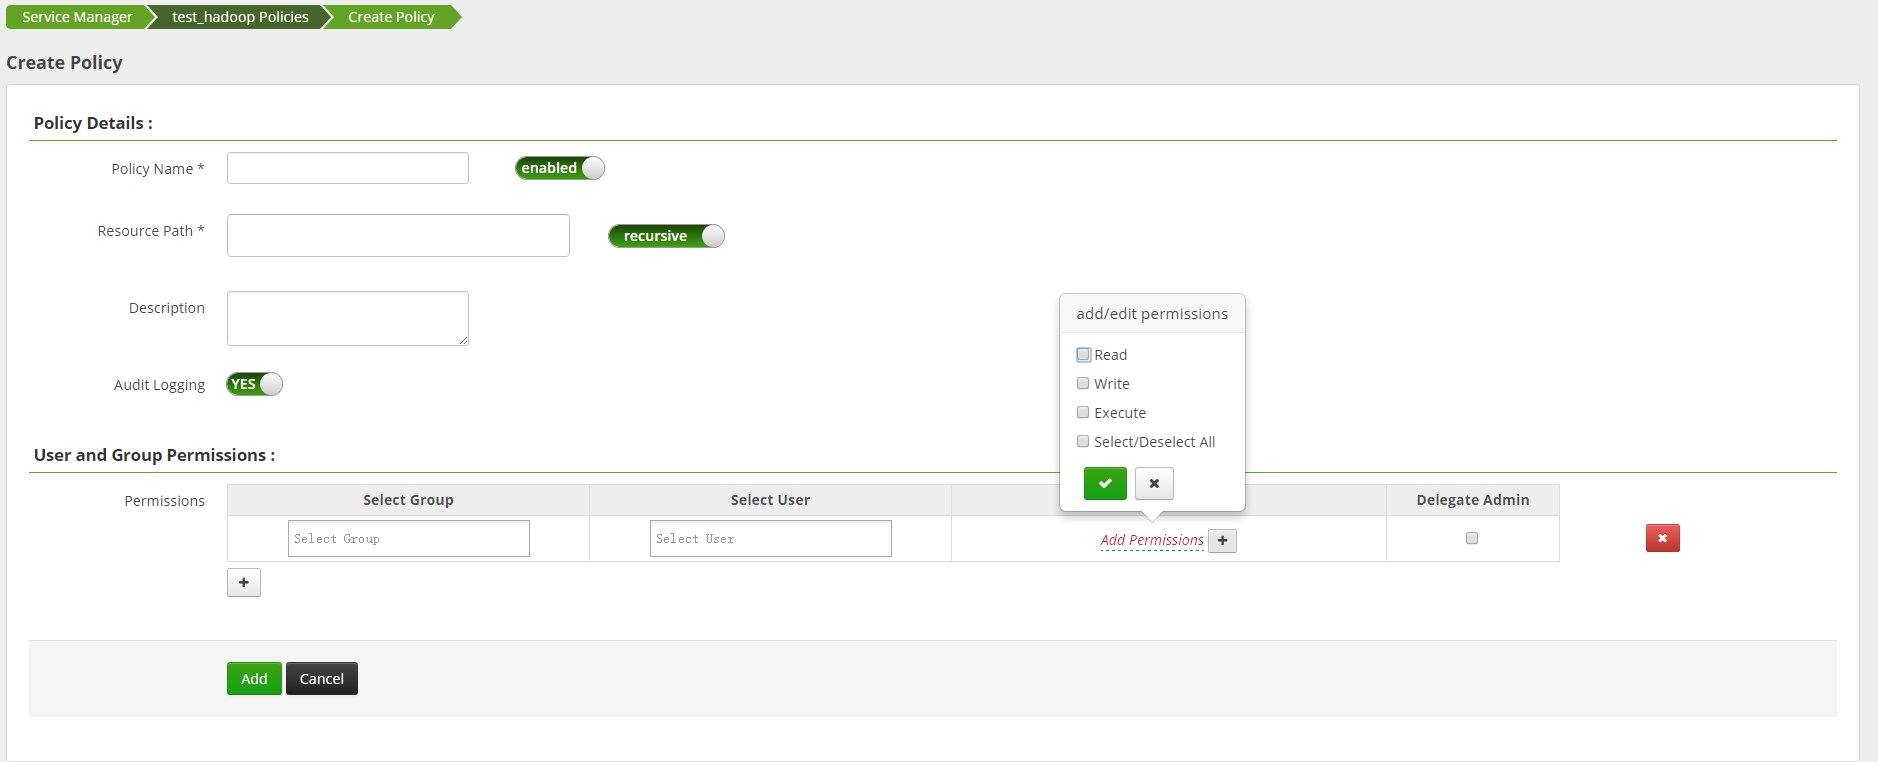 Service Manager test_hadoop Policies Create Policy
Create Policy
Policy Details :
Policy Name * enabled
Resource Path * recursive
Description
Audit Logging YES
add/edit permissions
Read
Write
Execute
Select/Deselect All
User and Group Permissions :
Permissions Select Group Select User Delegate Admin
Select Group Select User Add Permissions +
+
Add Cancel